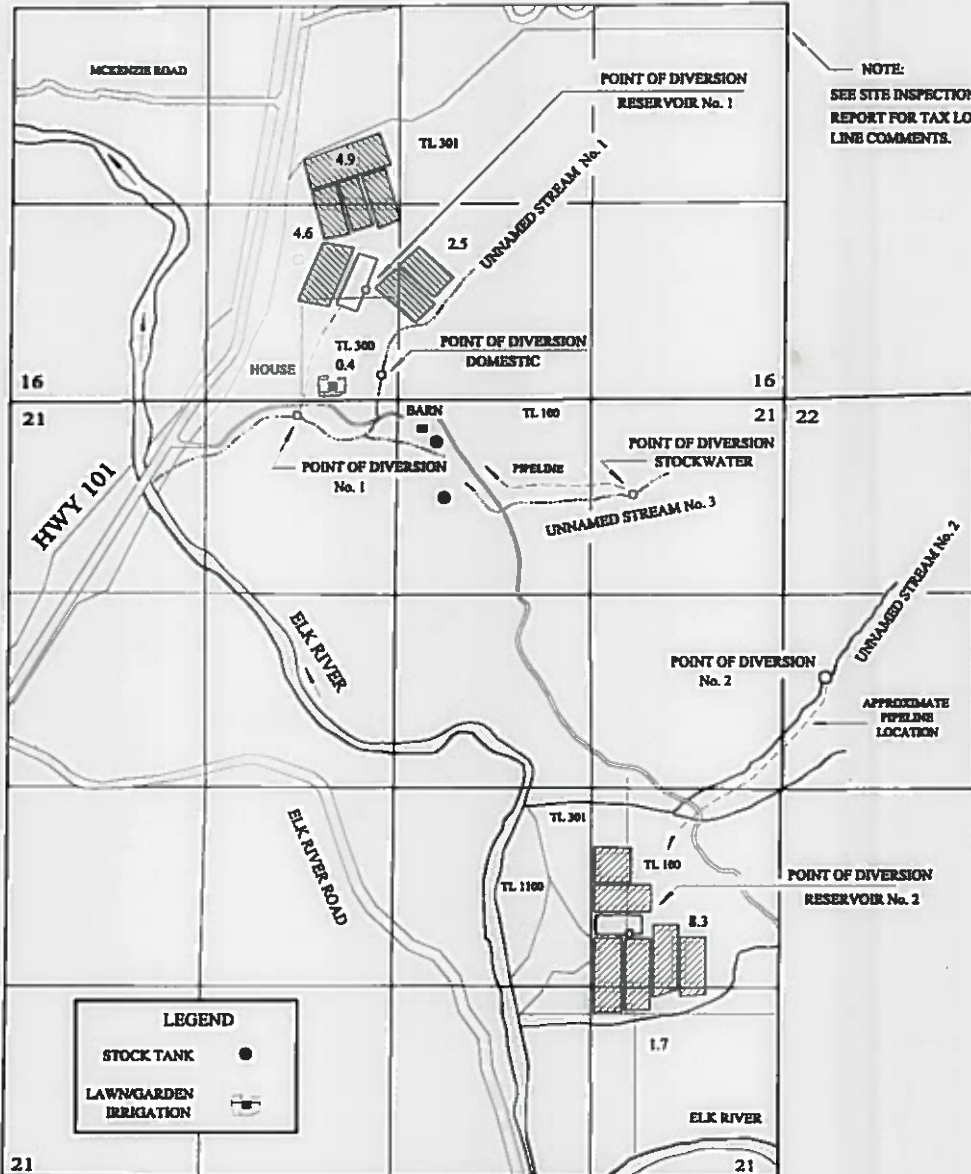 MCKENZIE ROAD
NOTE:
SEE SITE INSPECTION
REPORT FOR TAX LO
LINE COMMENTS.
POINT OF DIVERSION
RESERVOIR No. 1
TL 301
4.9
UNNAMED STREAM No. 1
4.6
2.5
TL 300
0.4
HOUSE
POINT OF DIVERSION
DOMESTIC
16
16
21
21
22
BARN
TL 100
POINT OF DIVERSION
No. 1
PIPELINE
POINT OF DIVERSION
STOCKWATER
UNNAMED STREAM No. 3
HWY 101
UNNAMED STREAM No. 2
ELK RIVER
POINT OF DIVERSION
No. 2
APPROXIMATE
PIPELINE
LOCATION
ELK RIVER ROAD
TL 301
TL 100
TL 1100
POINT OF DIVERSION
RESERVOIR No. 2
8.3
1.7
LEGEND
STOCK TANK
LAWN/GARDEN
IRRIGATION
ELK RIVER
21
21